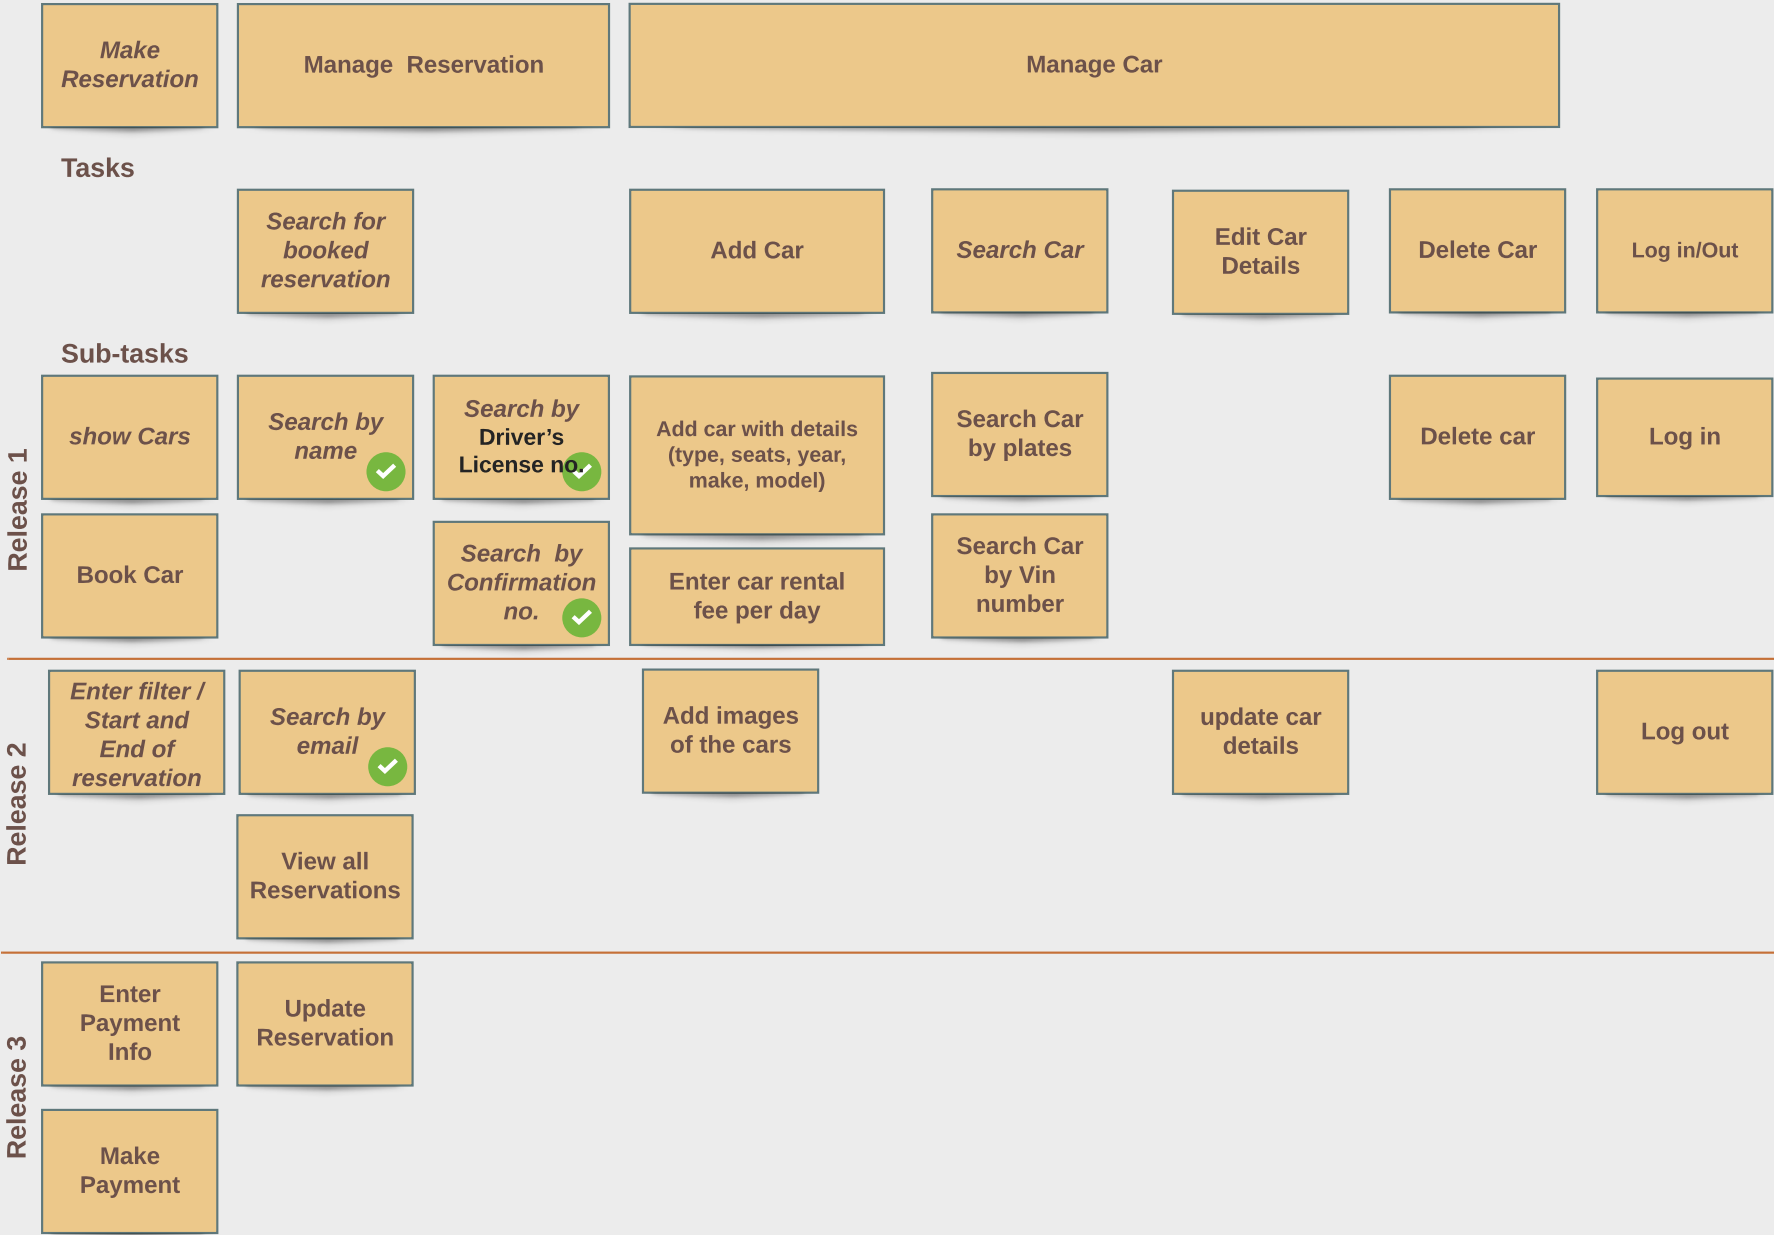 Make
Reservation
Manage  Reservation
Manage Car
Tasks
Search for
booked
reservation
Add Car
Search Car
Edit Car
Details
Delete Car
Log in/Out
Sub-tasks
Release 1
show Cars
Search by
name
Search by
Driver’s
License no.
Add car with details
(type, seats, year,
make, model)
Search Car
by plates
Delete car
Log in
Book Car
Search  by
Confirmation
no.
Enter car rental
fee per day
Search Car
by Vin
number
Release 2
Enter filter /
Start and
End of
reservation
Search by
email
Add images
of the cars
update car
details
Log out
View all
Reservations
Release 3
Enter
Payment
Info
Update
Reservation
Make
Payment